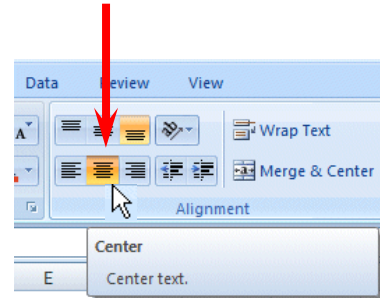 Data Review View
A Wrap Text
a Merge & Center
Alignment
Center
E Center text.